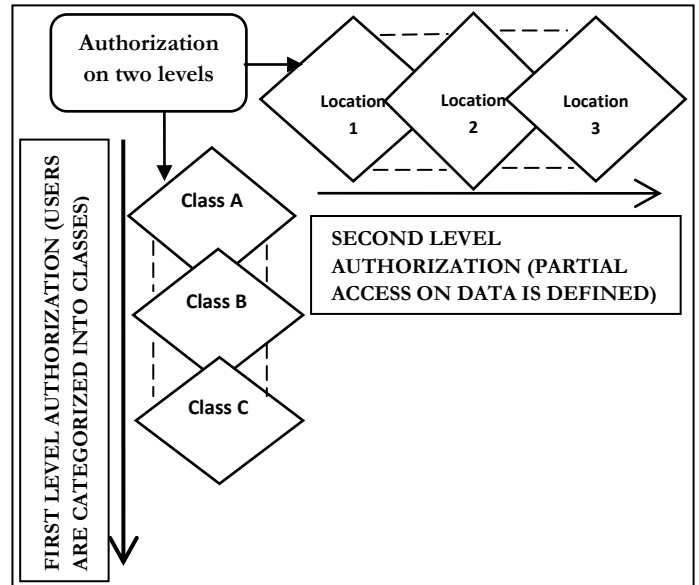 Authorization
on two levels
Location
1
Location
2
Location
3
Class A
Class B
Class C
SECOND LEVEL
AUTHORIZATION (PARTIAL
ACCESS ON DATA IS DEFINED)
FIRST LEVEL AUTHORIZATION (USERS
ARE CATEGORIZED INTO CLASSES)